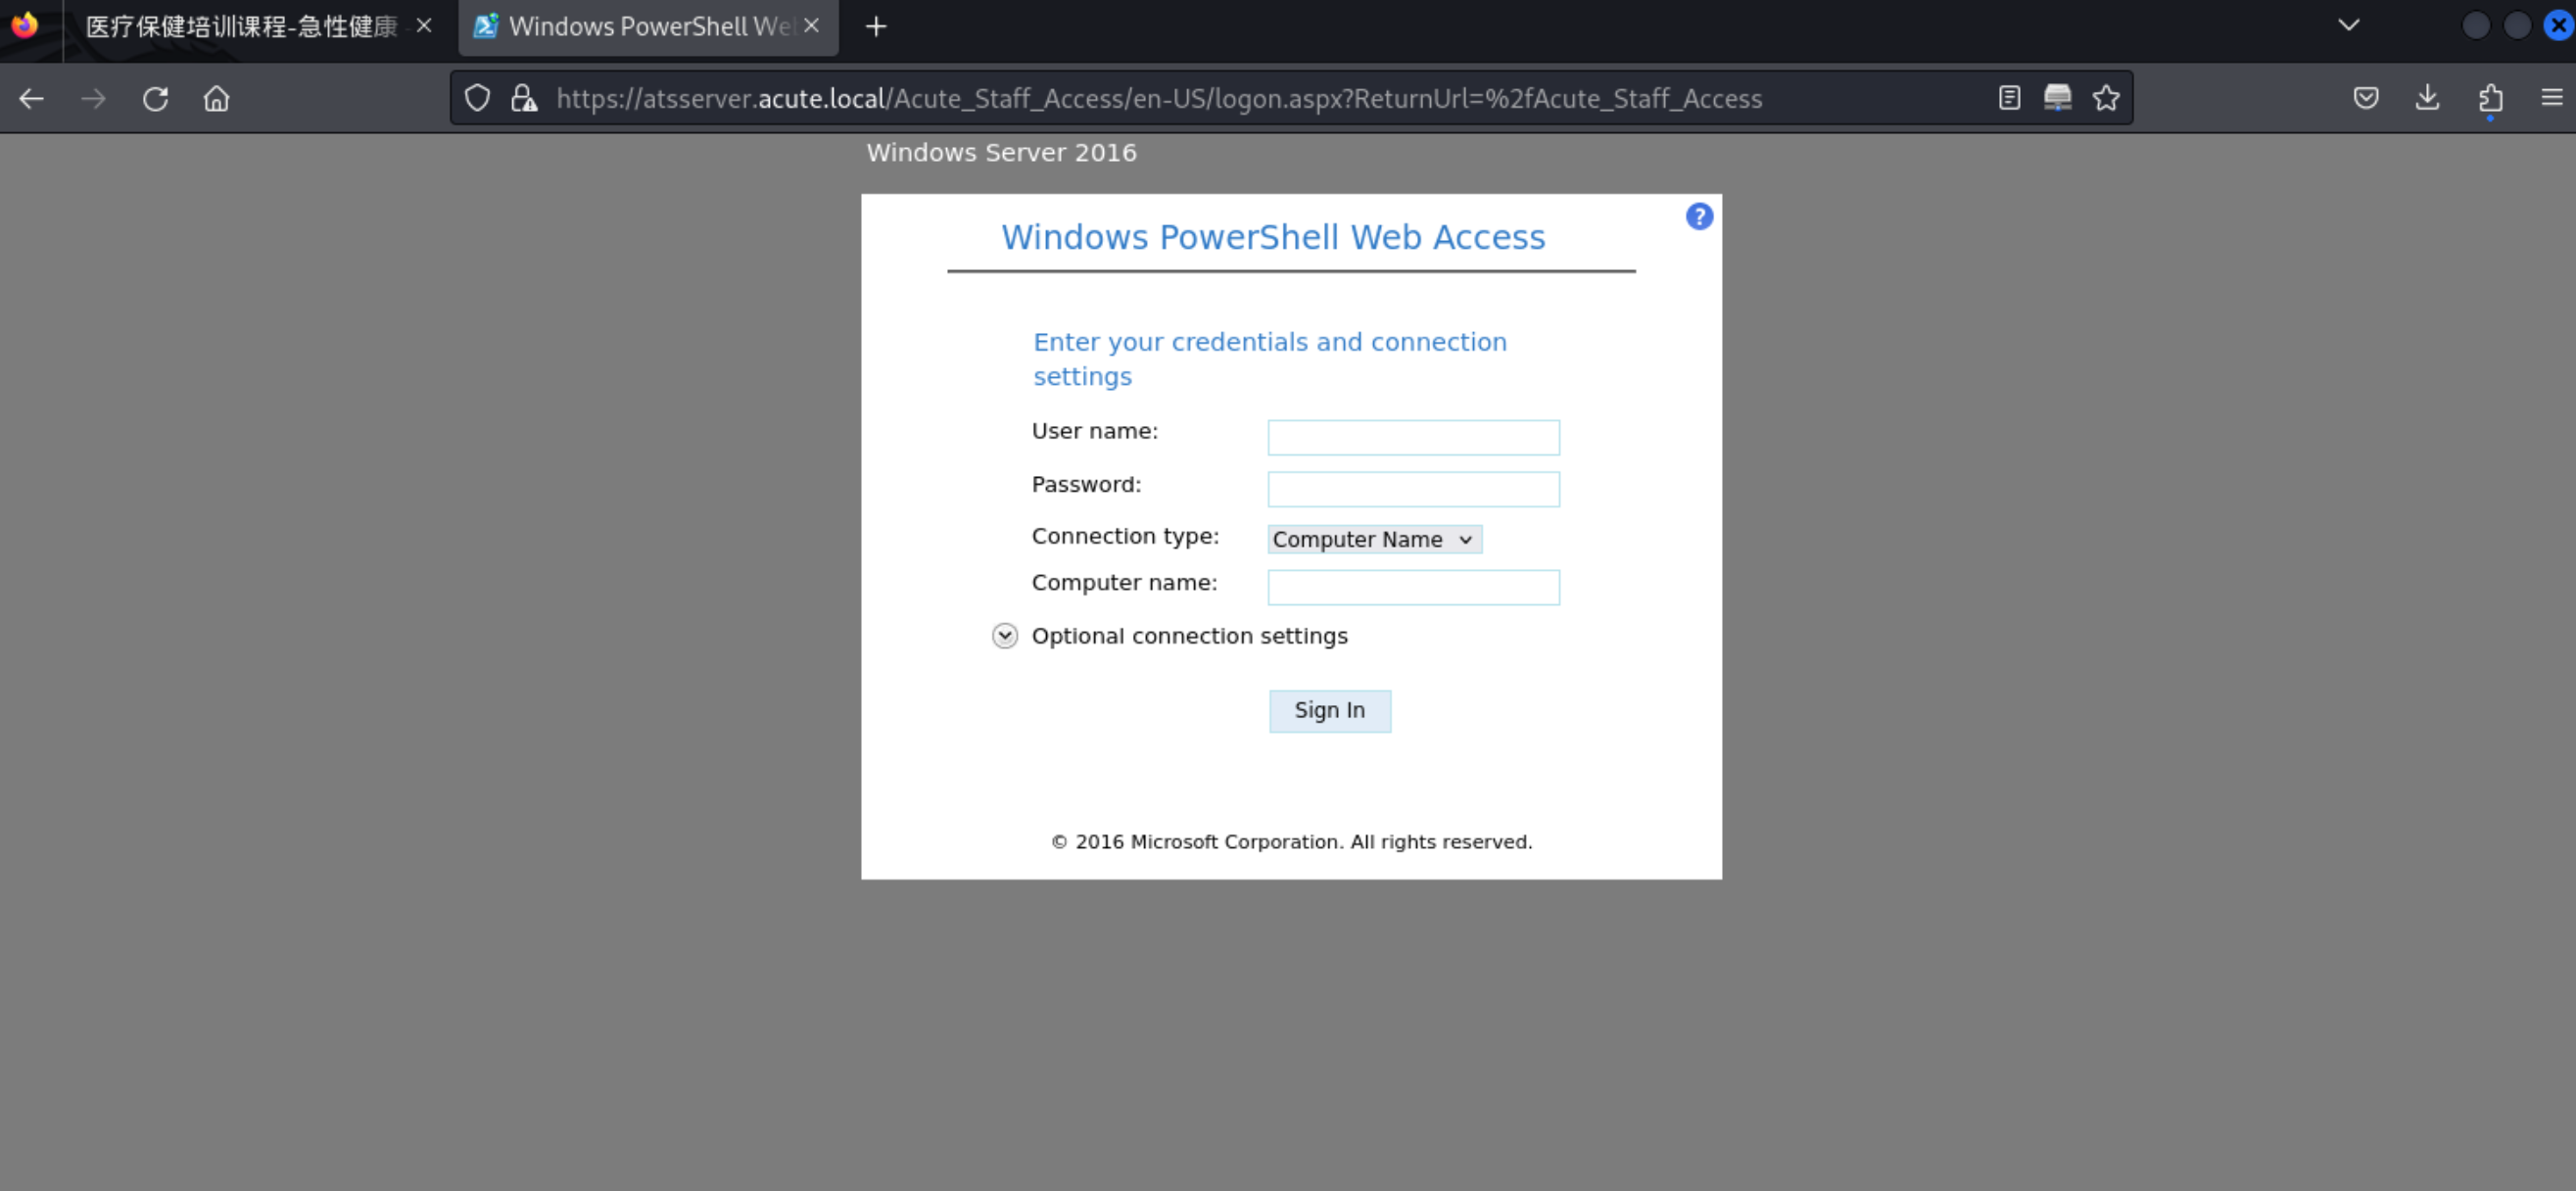 医疗保健培训课程-急性健康
Windows PowerShell We
https://atsserver.acute.local/Acute_Staff_Access/en-US/logon.aspx?ReturnUrl=%2fAcute_Staff_Access
Windows Server 2016
?
Windows PowerShell Web Access
Enter your credentials and connection
settings
User name:
Password:
Connection type: Computer Name
Computer name:
Optional connection settings
Sign In
© 2016 Microsoft Corporation. All rights reserved.